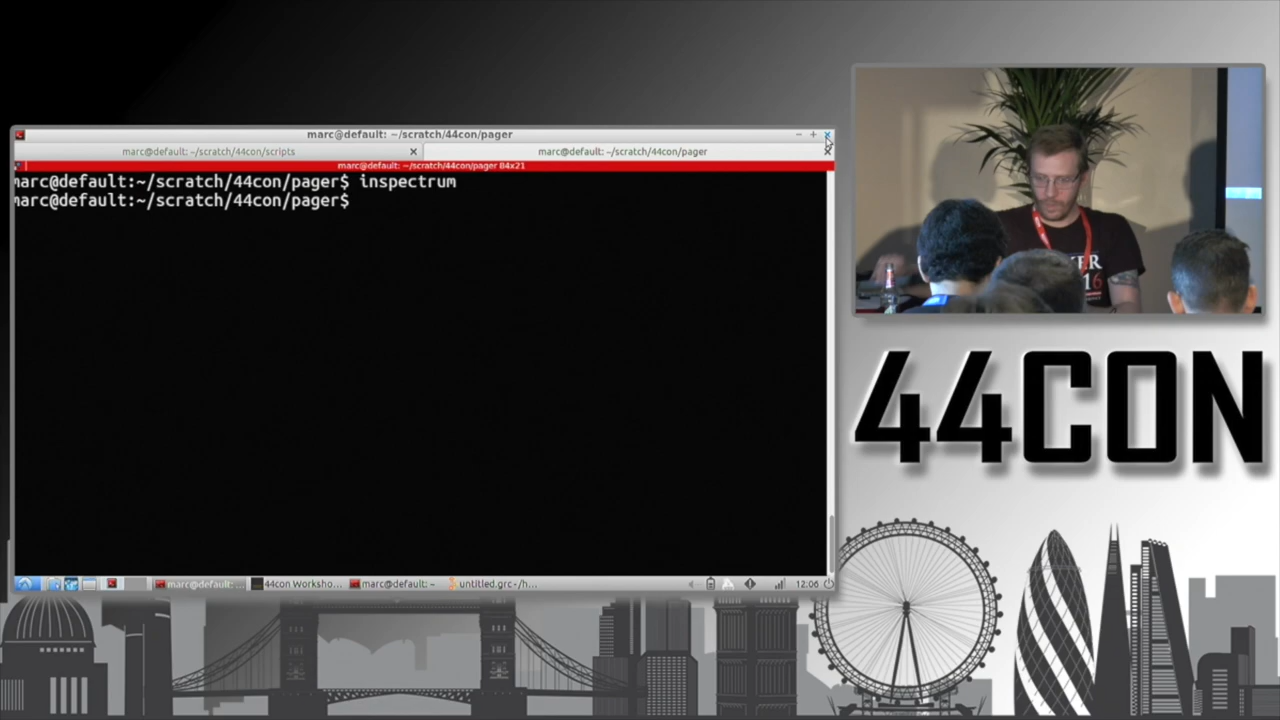 marc@default: ~/scratch/44con/pager
marc@default: ~/scratch/44con/scripts
marc@default: ~/scratch/44con/pager
marc@default: ~/scratch/44con/pager 84x21
marc@default:~/scratch/44con/pager$ inspectrum
marc@default:~/scratch/44con/pager$
marc@default: ...
44con Worksho...
marc@default: ~
untitled.grc - /h...
12:06
44CON